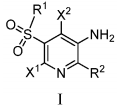 R¹ X²
O S NH₂
O
X¹ N R²
I